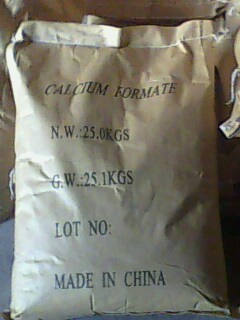 CALCIUM FORMATE
N.W.:25.0KGS
G.W.:25.1KGS
LOT NO:
MADE IN CHINA